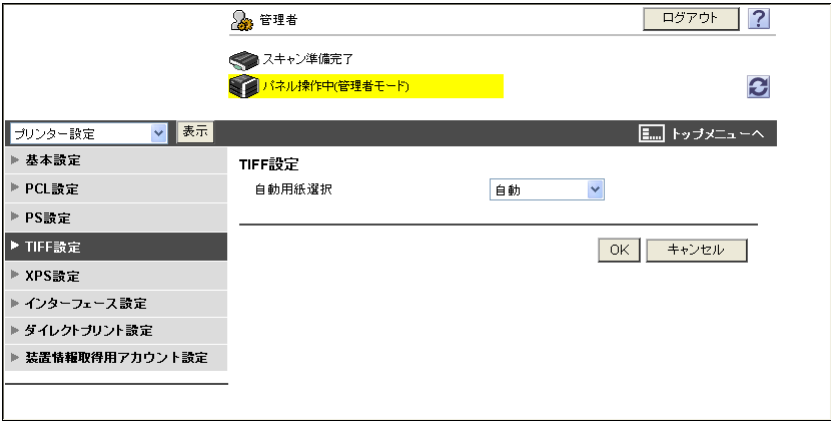 管理者
ログアウト
?
スキャン準備完了
パネル操作中(管理者モード)
プリンター設定
表示
トップメニューへ
基本設定
PCL設定
PS設定
TIFF設定
XPS設定
インターフェース設定
ダイレクトプリント設定
装置情報取得用アカウント設定
TIFF設定
自動用紙選択
自動
OK
キャンセル